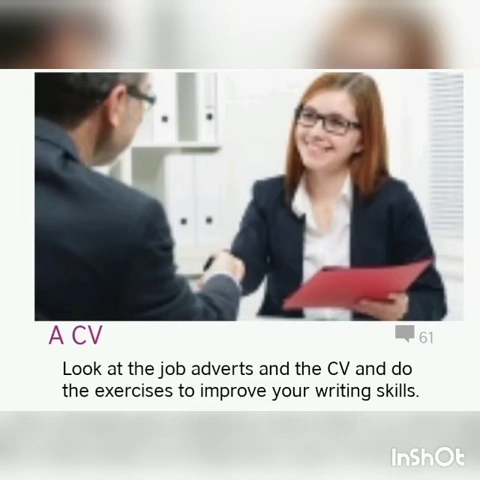 A CV
61
Look at the job adverts and the CV and do
the exercises to improve your writing skills.
InShOt